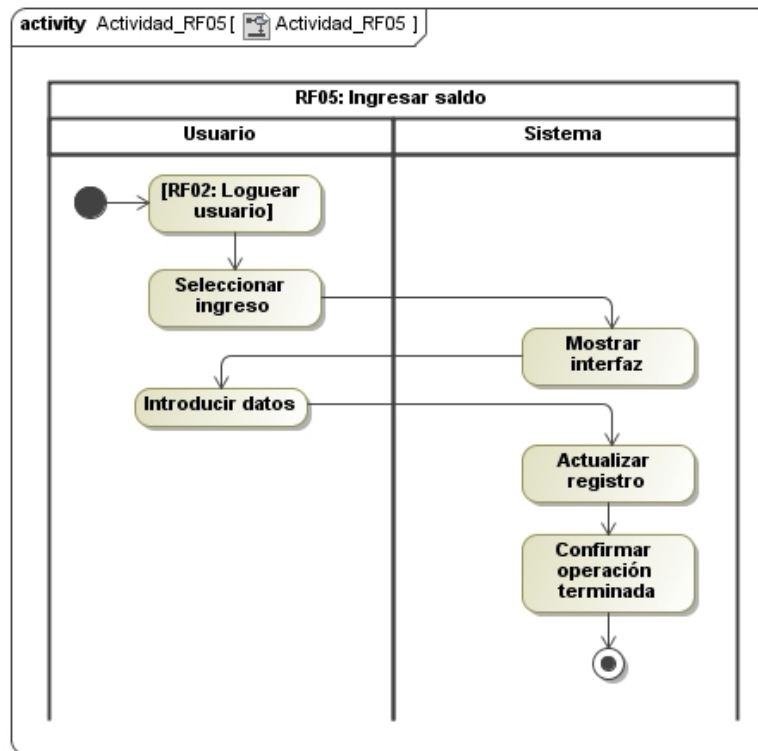 activity Actividad_RF05[ Actividad_RF05 ]
RF05: Ingresar saldo
Usuario
Sistema
[RF02: Loguear
usuario]
Seleccionar
ingreso
Mostrar
interfaz
Introducir datos
Actualizar
registro
Confirmar
operación
terminada